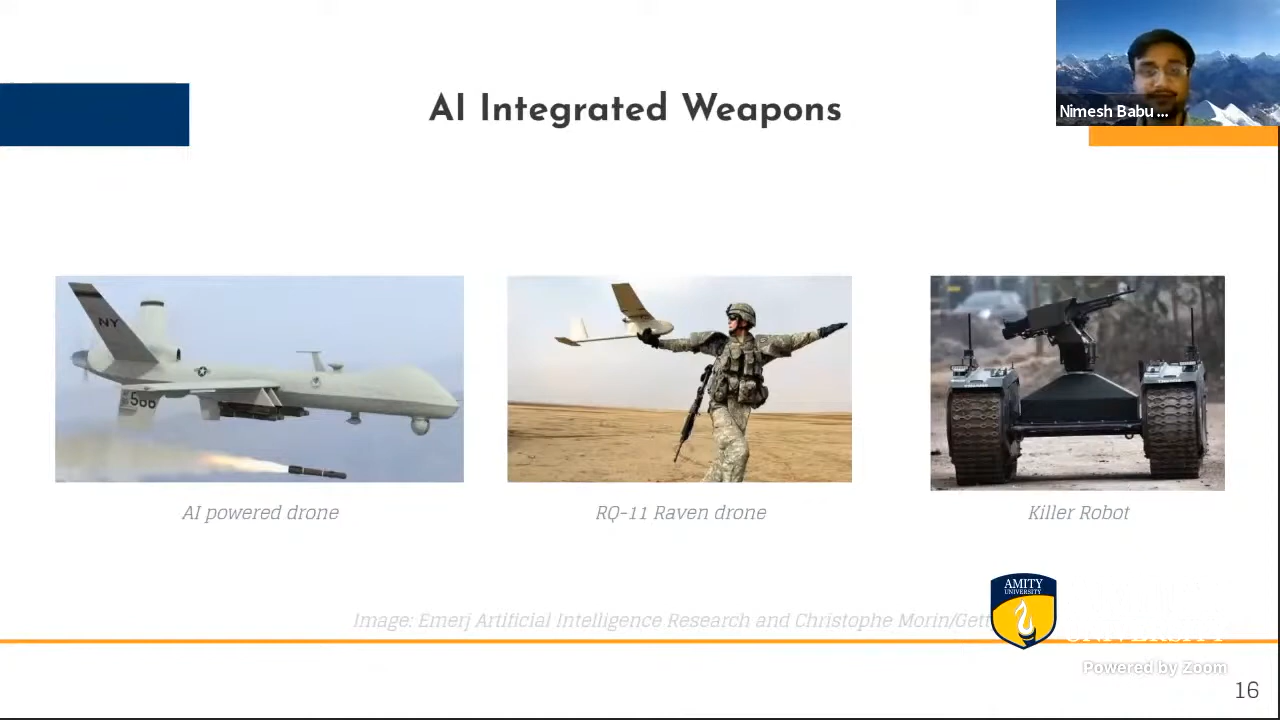 AI Integrated Weapons
Nimesh Babu ...
NY
AI powered drone
RQ-11 Raven drone
Killer Robot
AMITY
UNIVERSITY
Image: Emerj Artificial Intelligence Research and Christophe Morin/Gett
UNIVERSITY
Powered by Zoom
16